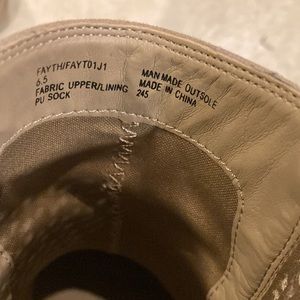 FAYTH/FAYT01J1
6.5
FABRIC UPPER/LINING
PU SOCK
MAN MADE OUTSOLE
MADE IN CHINA
245